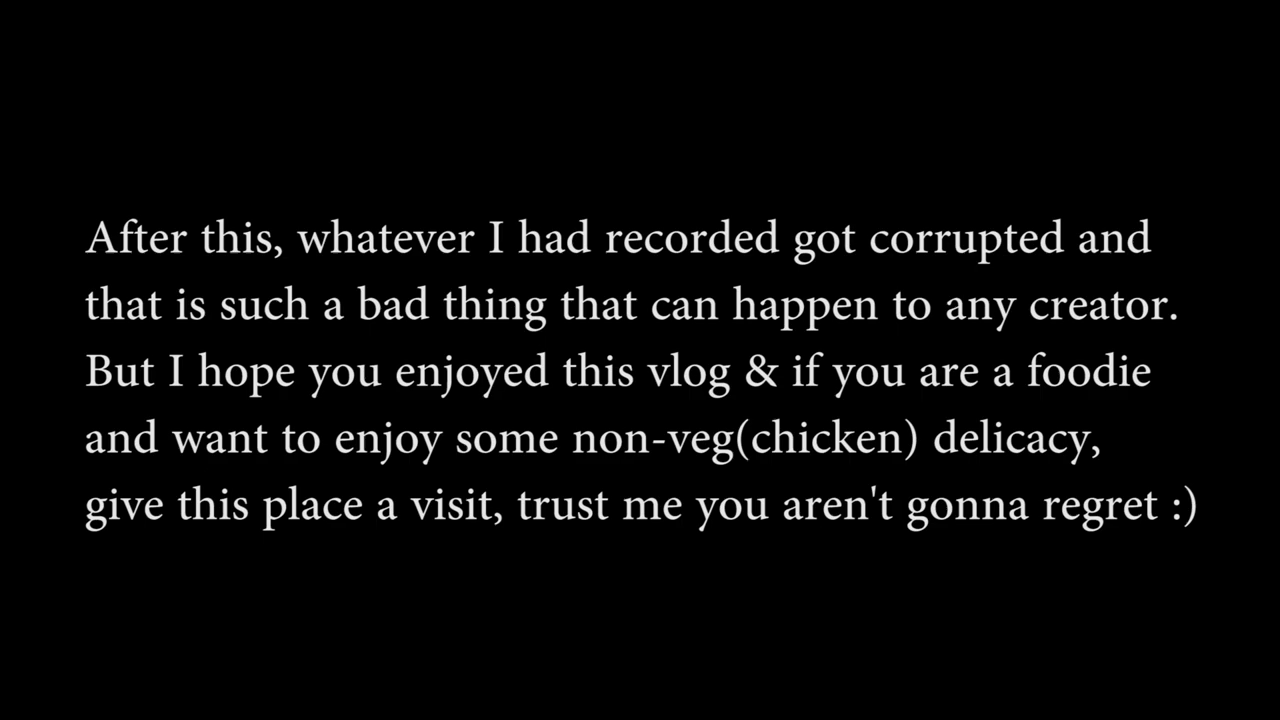 After this, whatever I had recorded got corrupted and
that is such a bad thing that can happen to any creator.
But I hope you enjoyed this vlog & if you are a foodie
and want to enjoy some non-veg(chicken) delicacy,
give this place a visit, trust me you aren't gonna regret :)